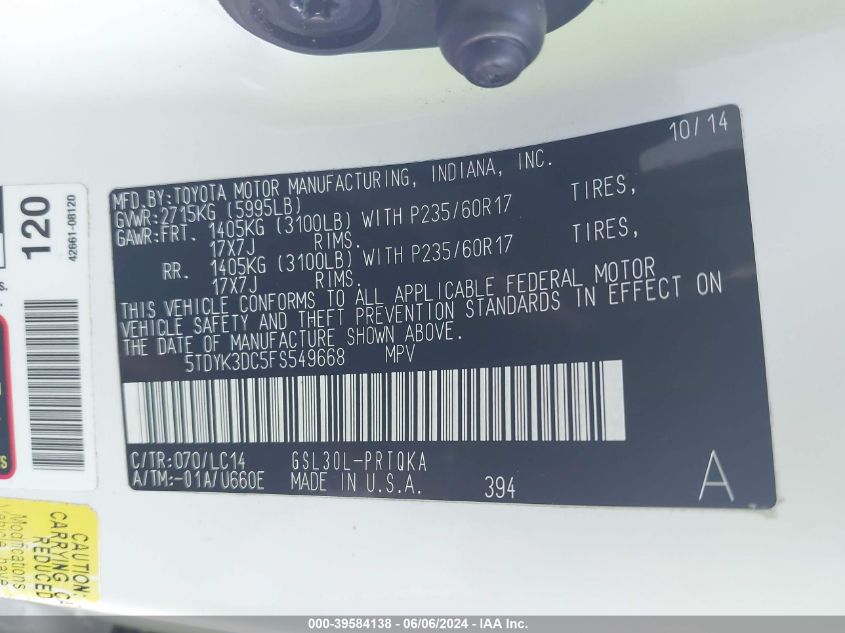 10/14
MFD.BY:TOYOTA MOTOR MANUFACTURING, INDIANA, INC.
GVWR:2715KG (5995LB)
GAWR:FRT. 1405KG (3100LB) WITH P235/60R17 TIRES,
17X7J RIMS.
RR. 1405KG (3100LB) WITH P235/60R17 TIRES,
17X7J RIMS.
THIS VEHICLE CONFORMS TO ALL APPLICABLE FEDERAL MOTOR
VEHICLE SAFETY AND THEFT PREVENTION STANDARDS IN EFFECT ON
THE DATE OF MANUFACTURE SHOWN ABOVE.
5TDYK3DC5FS549668 MPV
C/TR:070/LC14 GSL30L-PRTQKA
A/TM:-01A/U660E MADE IN U.S.A. 394 A
120
42661-08120
CAUTION:
CARRYING C
REDUCED
Modifications
Vehicle have
000-39584138 - 06/06/2024 - IAA Inc.